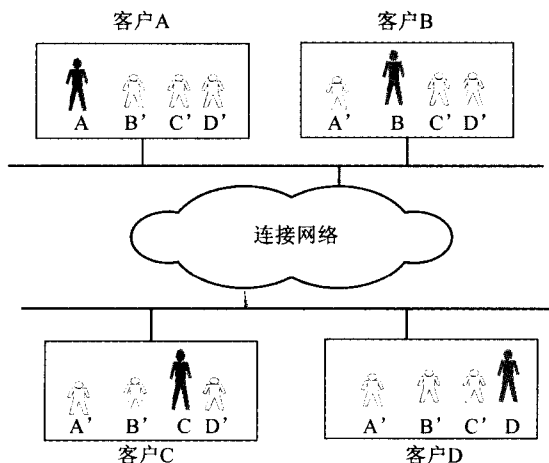 客户A
客户B
A B' C' D'
A' B C' D'
连接网络
A' B' C D'
A' B' C' D
客户C
客户D